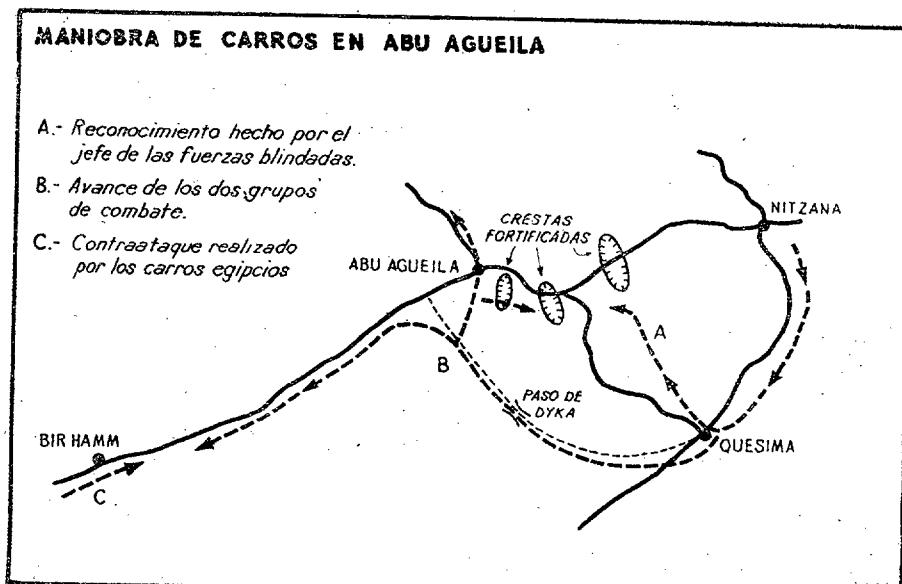 MANIOBRA DE CARROS EN ABU AGUEILA
A.- Reconocimiento hecho por el
jefe de las fuerzas blindadas.
B.- Avance de los dos grupos
de combate.
C.- Contraataque realizado
por los carros egipcios
CRESTAS
FORTIFICADAS
NITZANA
ABU AGUEILA
A
B
PASO DE
DYKA
BIR HAMM
QUESIMA
C